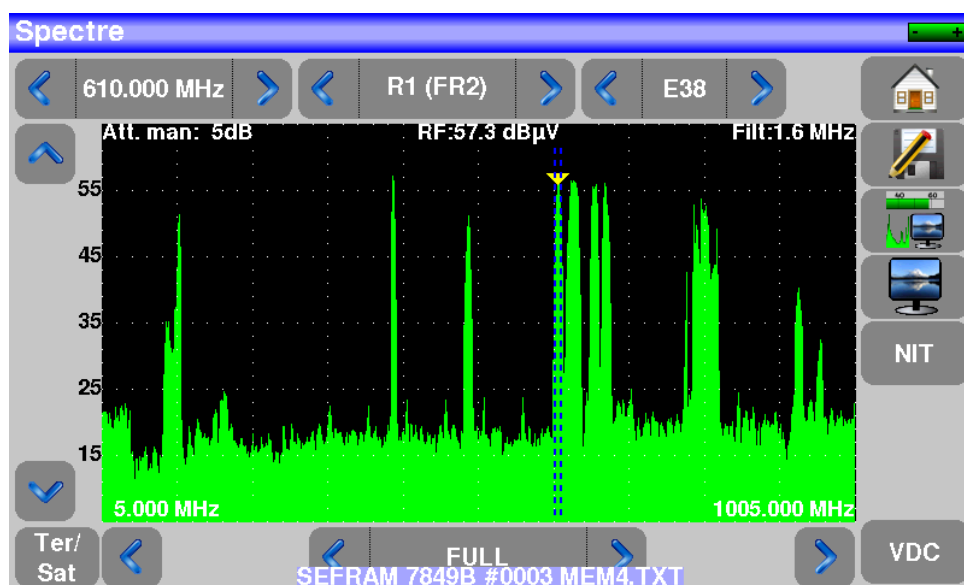 Spectre
- +
610.000 MHz R1 (FR2) E38
Att. man: 5dB RF:57.3 dBµV Filt:1.6 MHz
40 60
55
45
35
25
15
5.000 MHz 1005.000 MHz
NIT
Ter/
Sat
FULL
VDC
SEFRAM 7849B #0003 MEM4.TXT